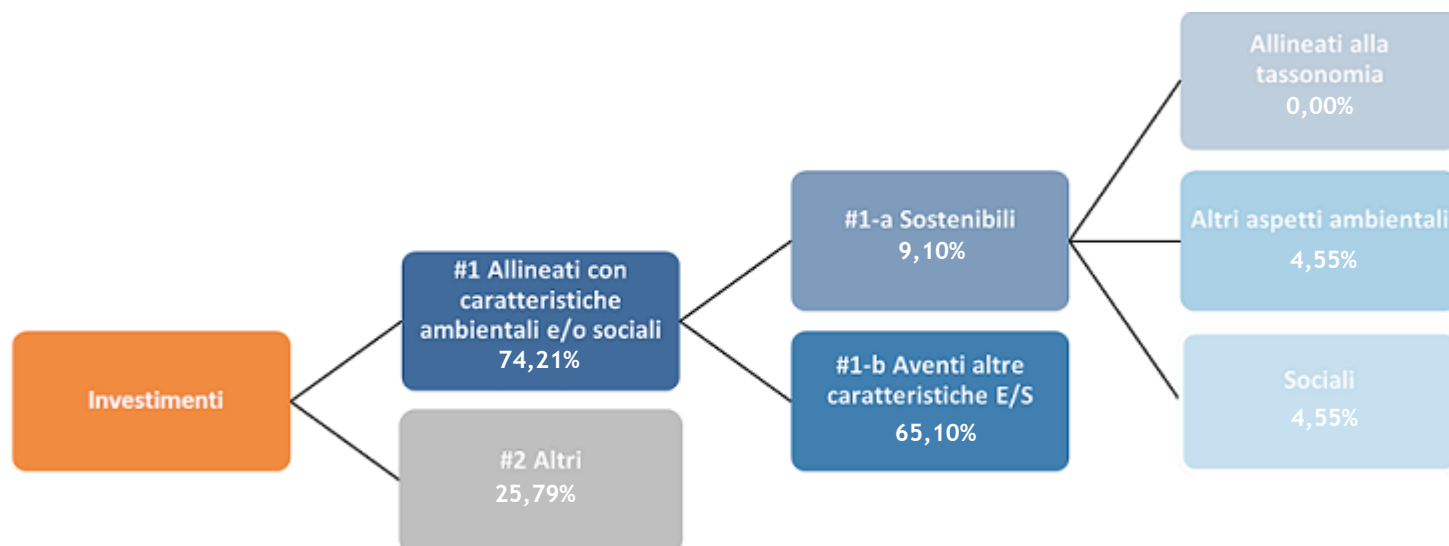 Investimenti
#1 Allineati con
caratteristiche
ambientali e/o sociali
74,21%
#2 Altri
25,79%
#1-a Sostenibili
9,10%
#1-b Aventi altre
caratteristiche E/S
65,10%
Allineati alla
tassonomia
0,00%
Altri aspetti ambientali
4,55%
Sociali
4,55%